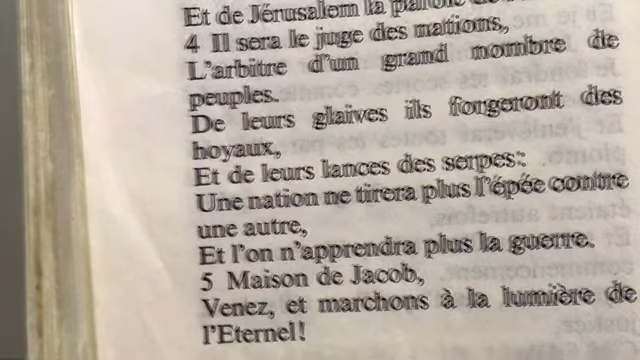 Et de Jérusalem la parole de
4 Il sera le juge des nations,
L'arbitre d'un grand nombre de
peuples.
De leurs glaives ils forgeront des
hoyaux,
Et de leurs lances des serpes:
Une nation ne tirera plus l'épée contre
une autre,
Et l'on n'apprendra plus la guerre.
5 Maison de Jacob,
Venez, et marchons à la lumière de
l'Eternel!